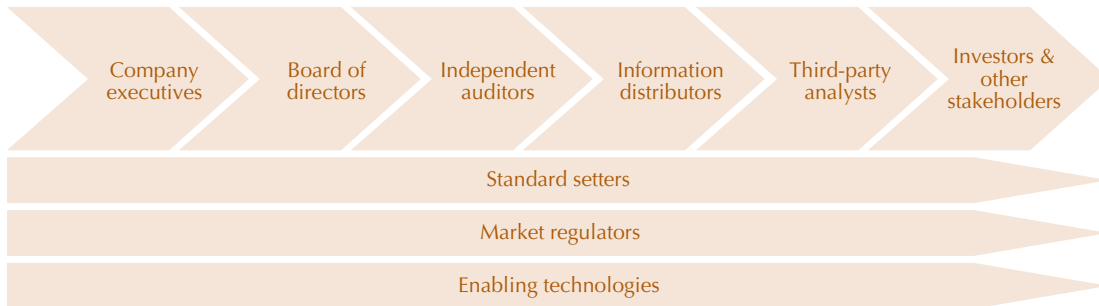 Company
executives
Board of
directors
Independent
auditors
Information
distributors
Third-party
analysts
Investors &
other
stakeholders
Standard setters
Market regulators
Enabling technologies